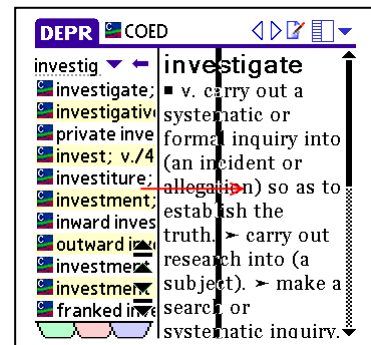 DEPR COED
investig
investigate;
investigative
private inve
invest; v./4
investiture;
investment;
inward inves
outward inve
investment
investment
franked inve
investigate
▪ v. carry out a
systematic or
formal inquiry into
(an incident or
allegation) so as to
establish the
truth. ➤ carry out
research into (a
subject). ➤ make a
search or
systematic inquiry.